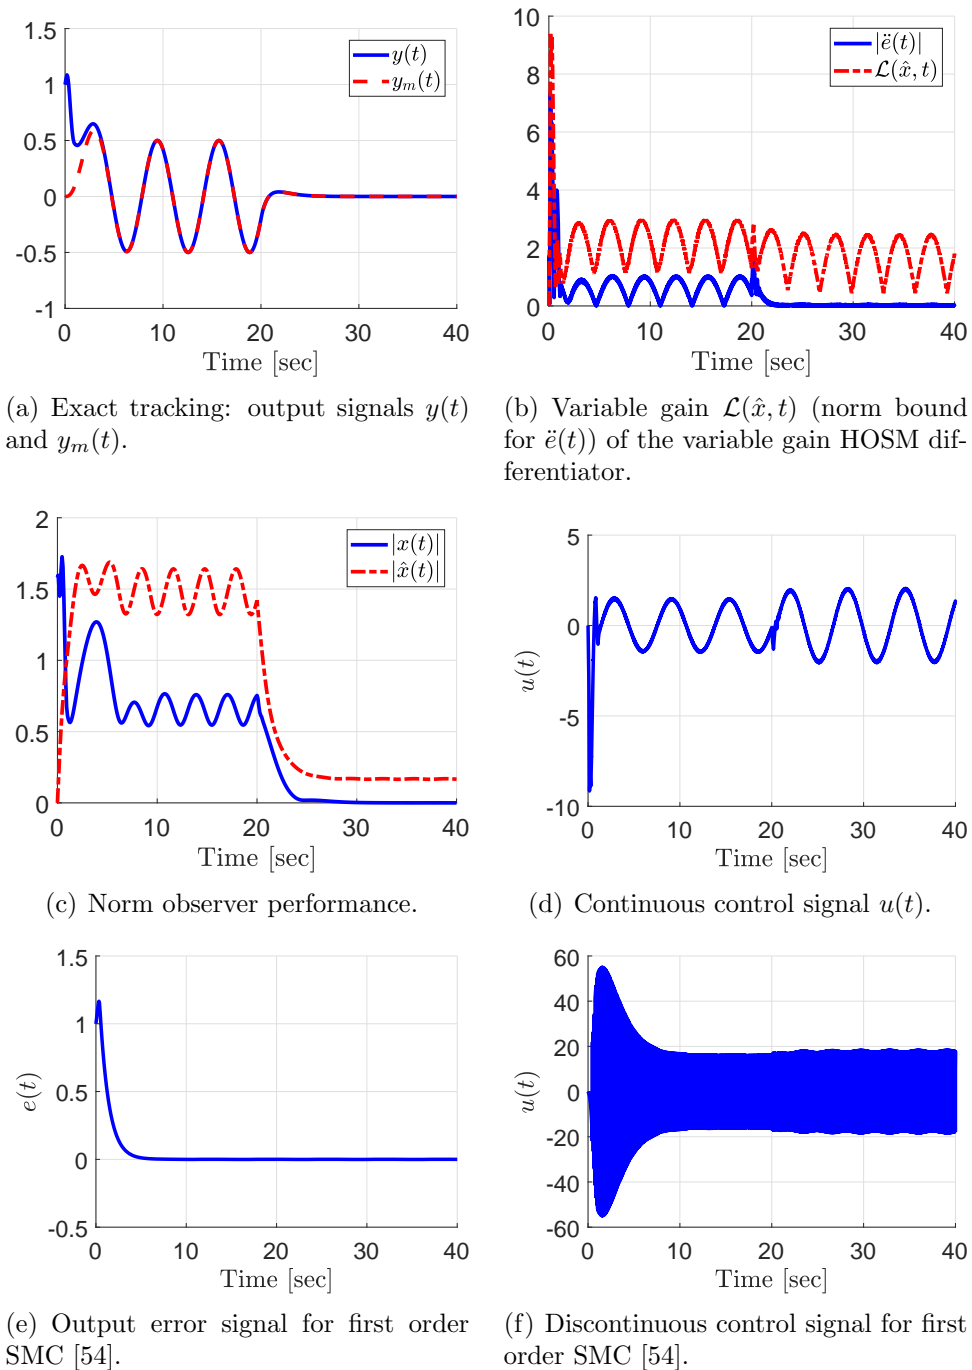 1.5
1
0.5
0
-0.5
-1
0 10 20 30 40
Time [sec]
y(t)
y_m(t)
(a) Exact tracking: output signals y(t)
and y_m(t).
10
8
6
4
2
0
0 10 20 30 40
Time [sec]
|ë(t)|
ℒ(x̂, t)
(b) Variable gain ℒ(x̂, t) (norm bound
for ë(t)) of the variable gain HOSM dif-
ferentiator.
2
1.5
1
0.5
0
0 10 20 30 40
Time [sec]
|x(t)|
|x̂(t)|
(c) Norm observer performance.
5
0
-5
-10
u(t)
0 10 20 30 40
Time [sec]
(d) Continuous control signal u(t).
1.5
1
0.5
0
-0.5
e(t)
0 10 20 30 40
Time [sec]
(e) Output error signal for first order
SMC [54].
60
40
20
0
-20
-40
-60
u(t)
0 10 20 30 40
Time [sec]
(f) Discontinuous control signal for first
order SMC [54].